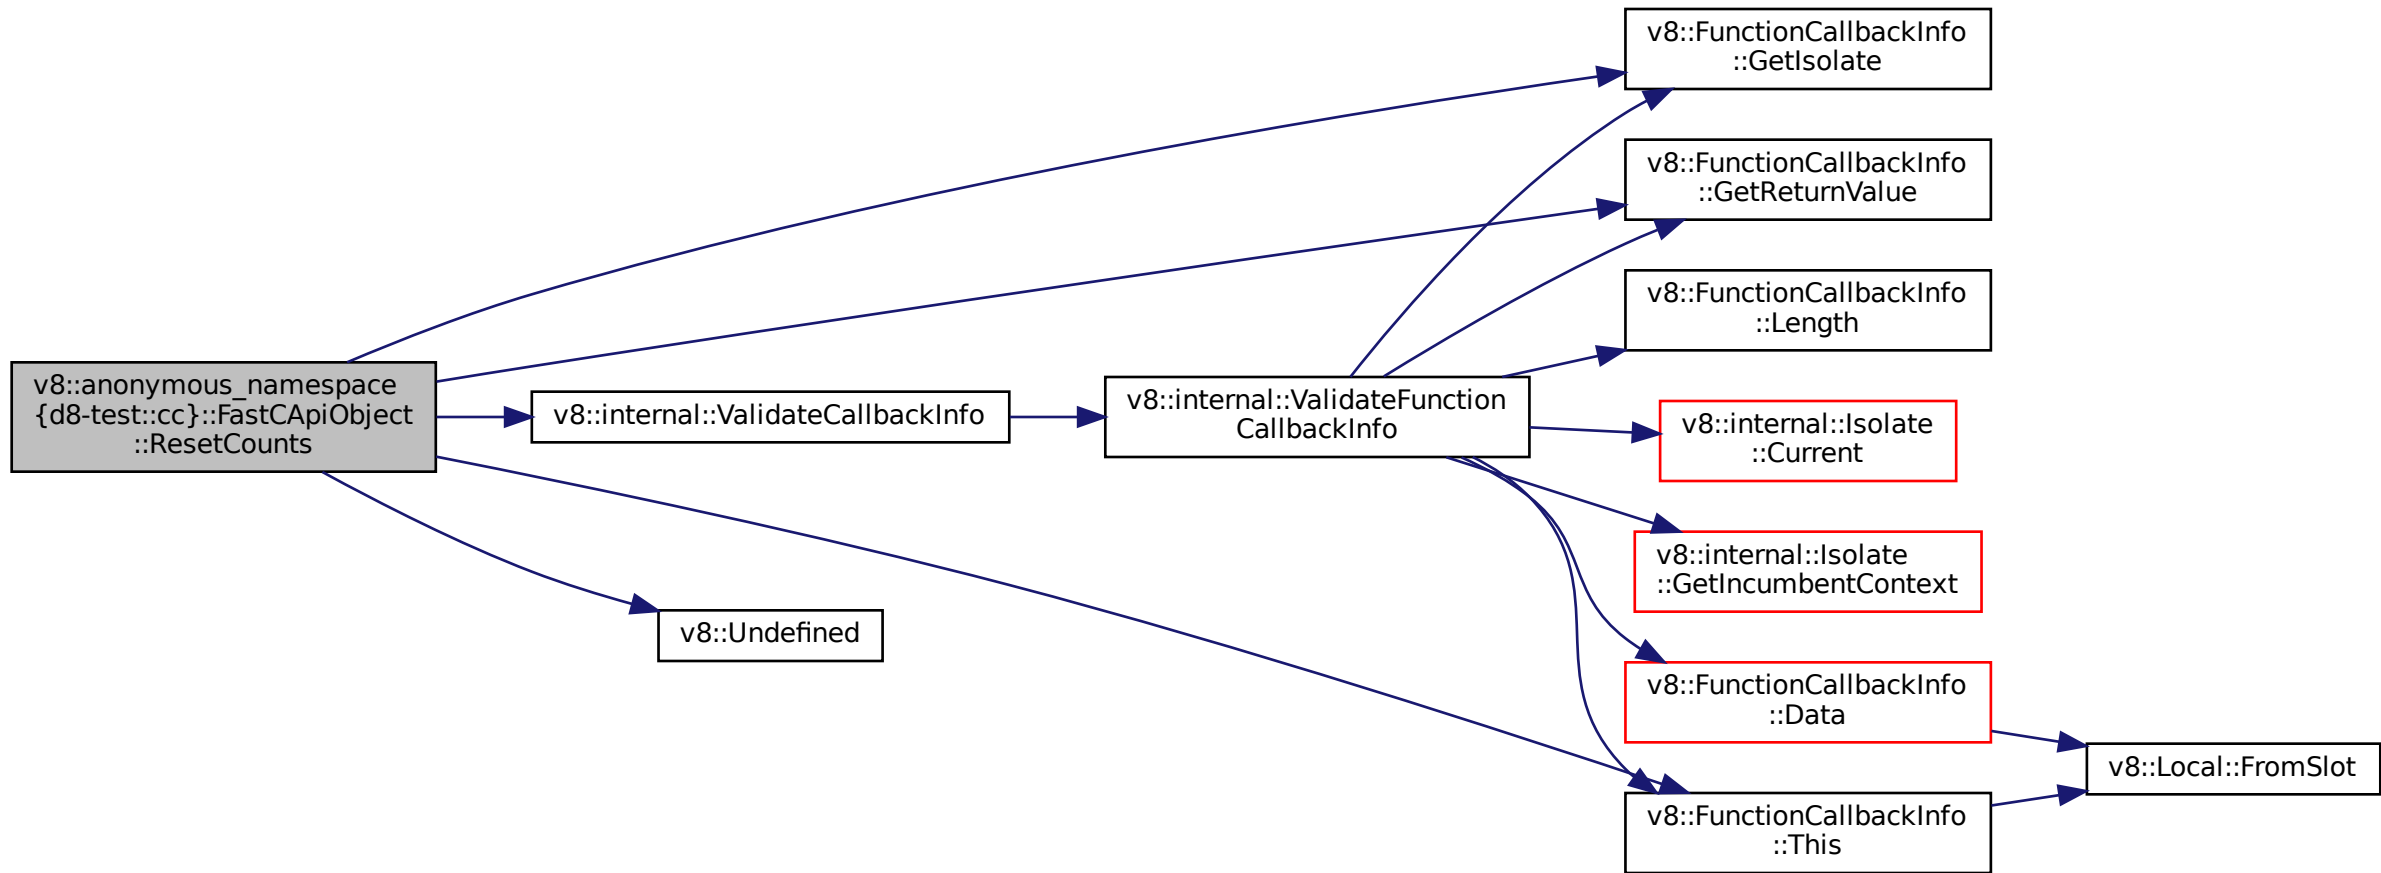 v8::anonymous_namespace
{d8-test::cc}::FastCApiObject
::ResetCounts
v8::internal::ValidateCallbackInfo
v8::Undefined
v8::internal::ValidateFunction
CallbackInfo
v8::FunctionCallbackInfo
::GetIsolate
v8::FunctionCallbackInfo
::GetReturnValue
v8::FunctionCallbackInfo
::Length
v8::internal::Isolate
::Current
v8::internal::Isolate
::GetIncumbentContext
v8::FunctionCallbackInfo
::Data
v8::FunctionCallbackInfo
::This
v8::Local::FromSlot